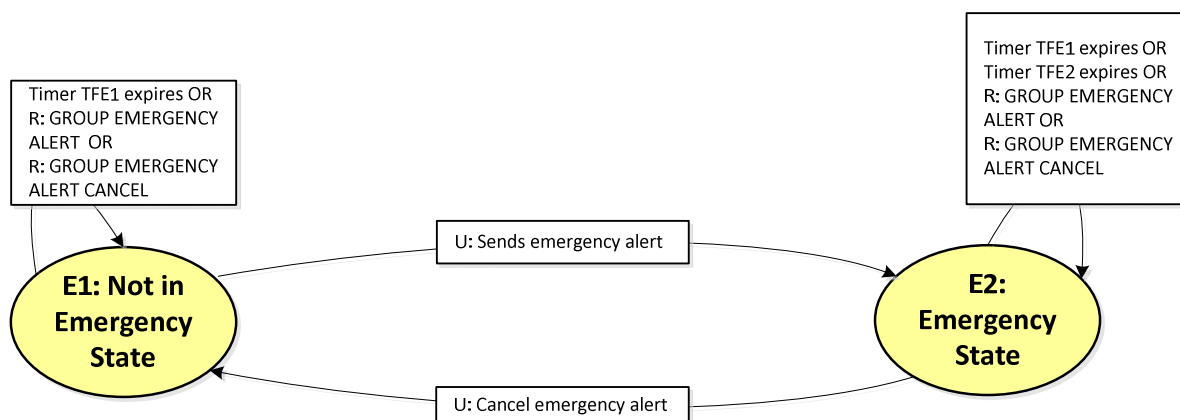 Timer TFE1 expires OR
R: GROUP EMERGENCY
ALERT OR
R: GROUP EMERGENCY
ALERT CANCEL
Timer TFE1 expires OR
Timer TFE2 expires OR
R: GROUP EMERGENCY
ALERT OR
R: GROUP EMERGENCY
ALERT CANCEL
U: Sends emergency alert
E1: Not in
Emergency
State
E2:
Emergency
State
U: Cancel emergency alert